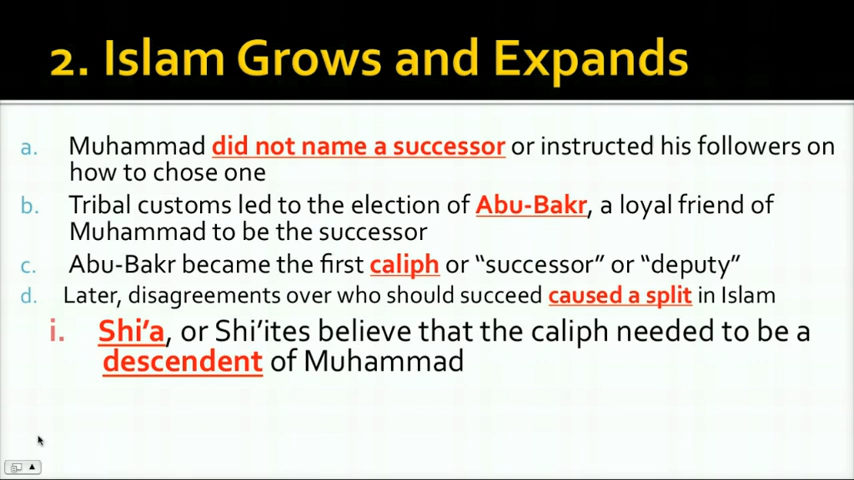 2. Islam Grows and Expands
a. Muhammad did not name a successor or instructed his followers on
how to chose one
b. Tribal customs led to the election of Abu-Bakr, a loyal friend of
Muhammad to be the successor
c. Abu-Bakr became the first caliph or “successor” or “deputy”
d. Later, disagreements over who should succeed caused a split in Islam
i. Shi’a, or Shi’ites believe that the caliph needed to be a
descendent of Muhammad